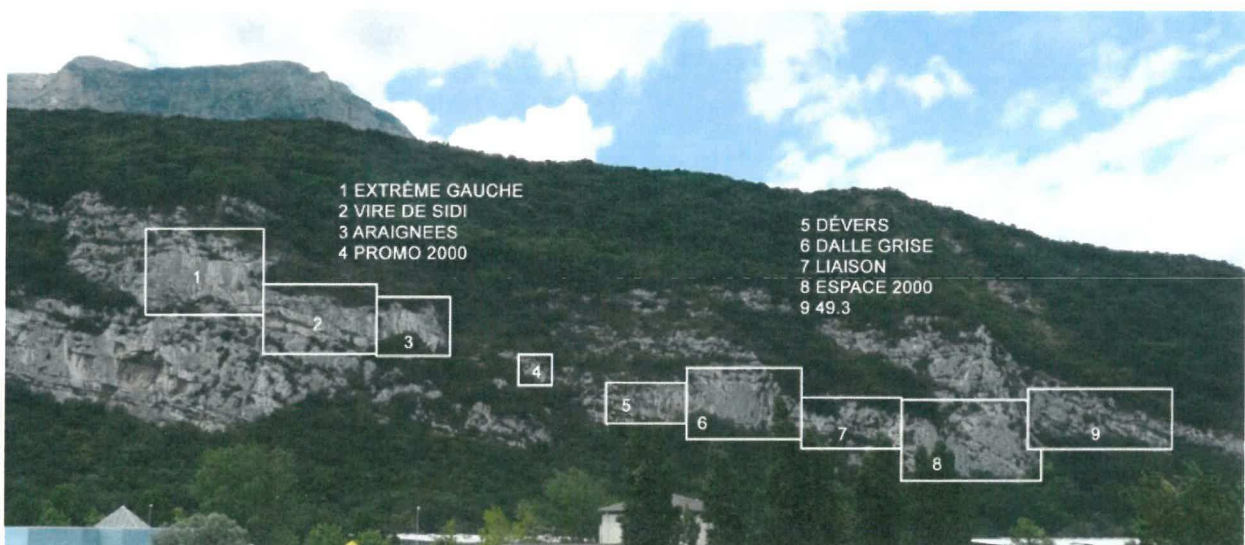 1 EXTRÊME GAUCHE
2 VIRE DE SIDI
3 ARAIGNEES
4 PROMO 2000
5 DÉVERS
6 DALLE GRISE
7 LIAISON
8 ESPACE 2000
9 49.3
1
2
3
4
5
6
7
8
9